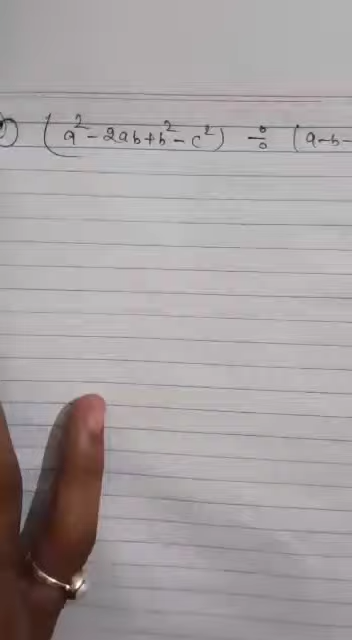 (a² - 2ab + b² - c²) ÷ (a - b -